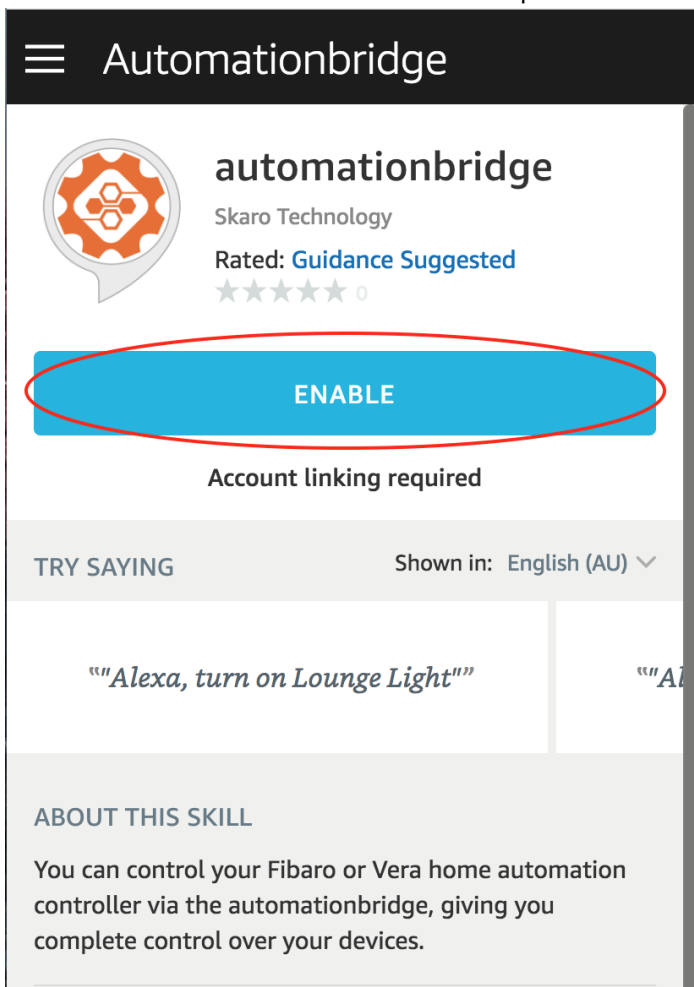 Automationbridge
automationbridge
Skaro Technology
Rated: Guidance Suggested
0
ENABLE
Account linking required
TRY SAYING
Shown in: English (AU)
“"Alexa, turn on Lounge Light"”
“"Al
ABOUT THIS SKILL
You can control your Fibaro or Vera home automation
controller via the automationbridge, giving you
complete control over your devices.